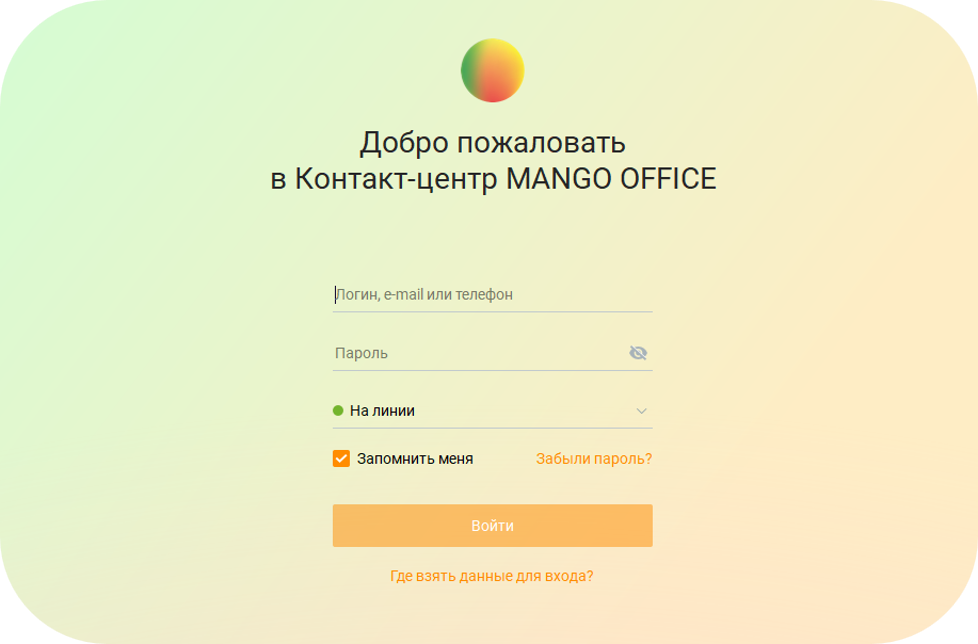 Добро пожаловать
в Контакт-центр MANGO OFFICE
Логин, e-mail или телефон
Пароль
На линии
Запомнить меня
Забыли пароль?
Войти
Где взять данные для входа?